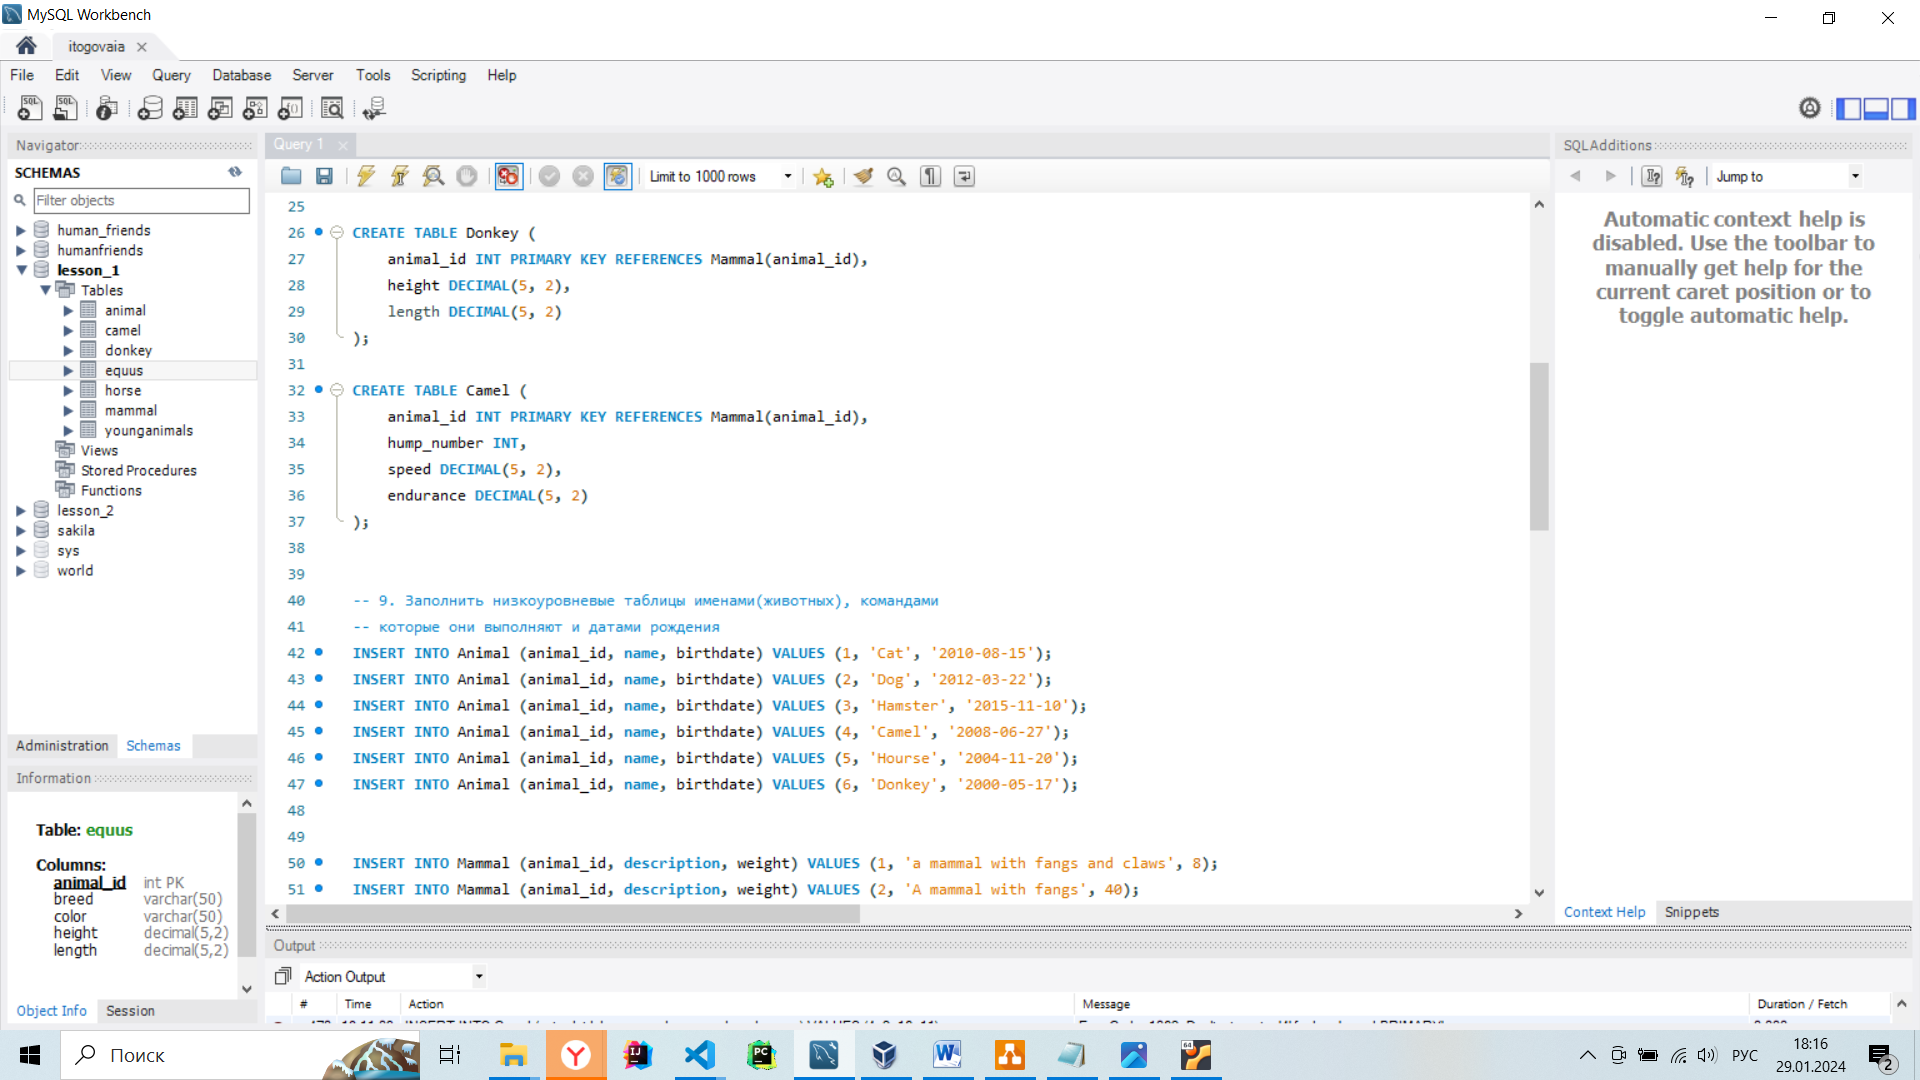 MySQL Workbench
itogovaia
File Edit View Query Database Server Tools Scripting Help
Navigator
SCHEMAS
Filter objects
human_friends
humanfriends
lesson_1
Tables
animal
camel
donkey
equus
horse
mammal
younganimals
Views
Stored Procedures
Functions
lesson_2
sakila
sys
world
Administration Schemas
Information
Table: equus
Columns:
animal_id int PK
breed varchar(50)
color varchar(50)
height decimal(5,2)
length decimal(5,2)
Object Info Session
Query 1
Limit to 1000 rows
25
26 CREATE TABLE Donkey (
27 animal_id INT PRIMARY KEY REFERENCES Mammal(animal_id),
28 height DECIMAL(5, 2),
29 length DECIMAL(5, 2)
30 );
31
32 CREATE TABLE Camel (
33 animal_id INT PRIMARY KEY REFERENCES Mammal(animal_id),
34 hump_number INT,
35 speed DECIMAL(5, 2),
36 endurance DECIMAL(5, 2)
37 );
38
39
40 -- 9. Заполнить низкоуровневые таблицы именами(животных), командами
41 -- которые они выполняют и датами рождения
42 INSERT INTO Animal (animal_id, name, birthdate) VALUES (1, 'Cat', '2010-08-15');
43 INSERT INTO Animal (animal_id, name, birthdate) VALUES (2, 'Dog', '2012-03-22');
44 INSERT INTO Animal (animal_id, name, birthdate) VALUES (3, 'Hamster', '2015-11-10');
45 INSERT INTO Animal (animal_id, name, birthdate) VALUES (4, 'Camel', '2008-06-27');
46 INSERT INTO Animal (animal_id, name, birthdate) VALUES (5, 'Hourse', '2004-11-20');
47 INSERT INTO Animal (animal_id, name, birthdate) VALUES (6, 'Donkey', '2000-05-17');
48
49
50 INSERT INTO Mammal (animal_id, description, weight) VALUES (1, 'a mammal with fangs and claws', 8);
51 INSERT INTO Mammal (animal_id, description, weight) VALUES (2, 'A mammal with fangs', 40);
SQLAdditions
Jump to
Automatic context help is
disabled. Use the toolbar to
manually get help for the
current caret position or to
toggle automatic help.
Context Help Snippets
Output
Action Output
# Time Action Message Duration / Fetch
Поиск
РУС
18:16
29.01.2024
2